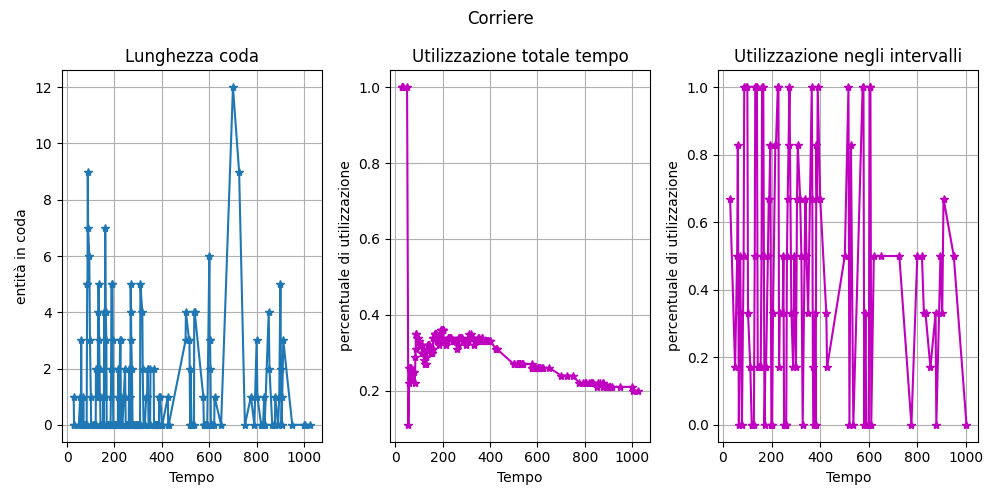 Corriere
Lunghezza coda
entità in coda
12
10
8
6
4
2
0
0 200 400 600 800 1000
Tempo
Utilizzazione totale tempo
percentuale di utilizzazione
1.0
0.8
0.6
0.4
0.2
0 200 400 600 800 1000
Tempo
Utilizzazione negli intervalli
percentuale di utilizzazione
1.0
0.8
0.6
0.4
0.2
0.0
0 200 400 600 800 1000
Tempo